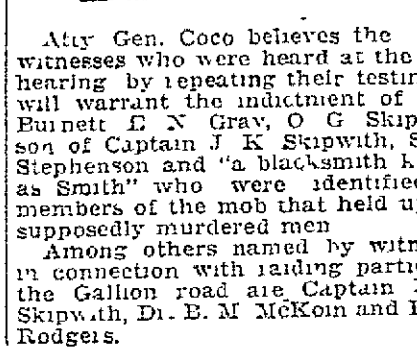 Atty Gen. Coco believes the
witnesses who were heard at the
hearing by repeating their testim
will warrant the indictment of
Burnett E N Gray, O G Skip
son of Captain J K Skipwith, S
Stephenson and "a blacksmith k
as Smith" who were identified
members of the mob that held u
supposedly murdered men
Among others named by witn
in connection with raiding parti
the Gallion road are Captain
Skipwith, Dr. B. M McKoin and
Rodgers.